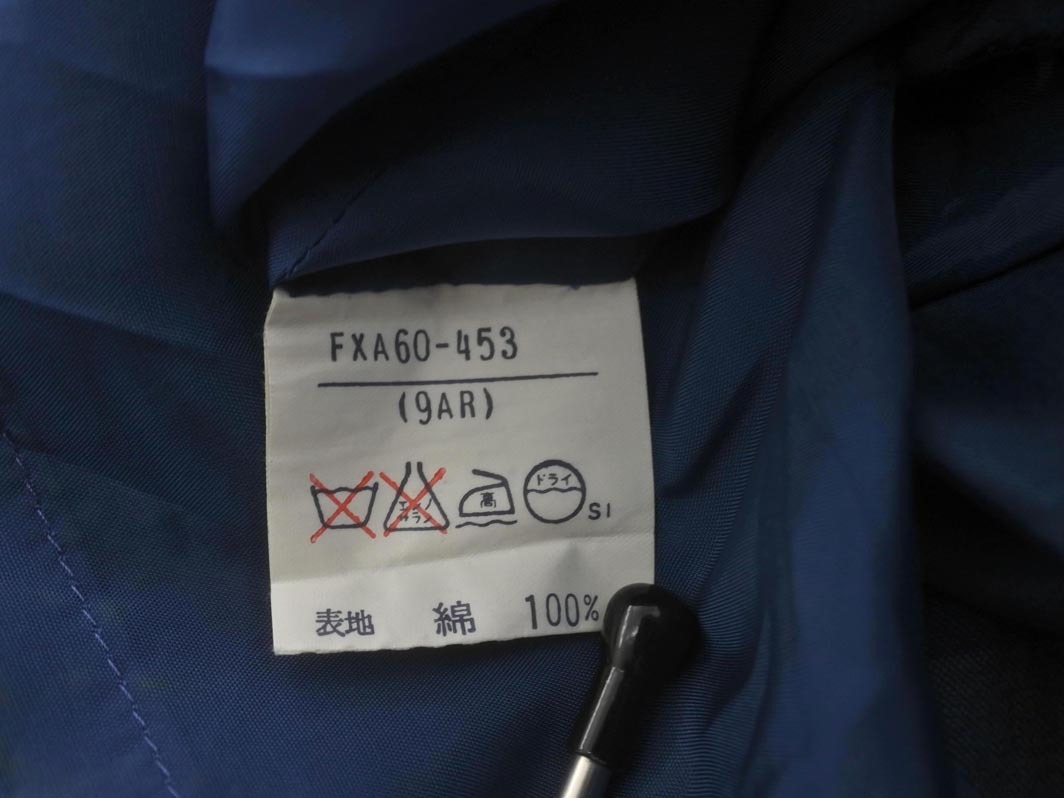 FXA60-453
(9AR)
エンソ
サラシ
高
ドライ
SI
表地 綿 100%